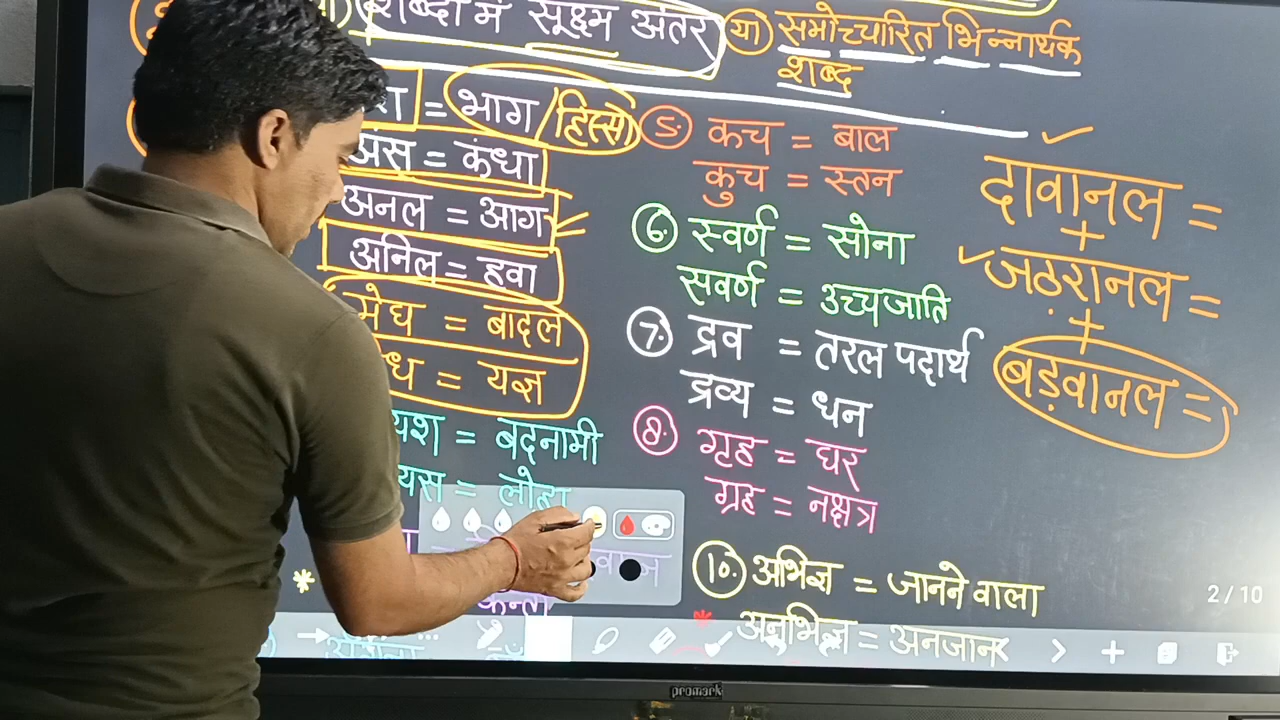 शब्दों में सूक्ष्म अंतर (या) समोच्चारित भिन्नार्थक
शब्द
= भाग/हिस्से
अंस = कंधा
अनल = आग
अनिल = हवा
मेघ = बादल
= यज्ञ
यश = बदनामी
यस = लोहा
कन्या
5. कच = बाल
कुच = स्तन
6. स्वर्ण = सोना
सवर्ण = उच्चजाति
7. द्रव = तरल पदार्थ
द्रव्य = धन
8. गृह = घर
ग्रह = नक्षत्र
10. अभिज्ञ = जानने वाला
* अनभिज्ञ = अनजान
दावानल =
+
जठ़रानल =
+
बड़वानल =
2/10
promark